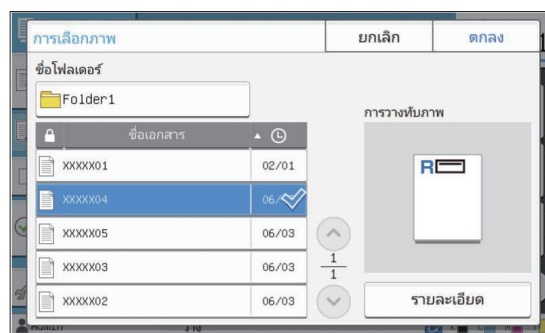 การเลือกภาพ ยกเลิก ตกลง
ชื่อโฟลเดอร์
Folder1
การวางทับภาพ
ชื่อเอกสาร
XXXXX01 02/01
R
XXXXX04 06/
XXXXX05 06/03
XXXXX03 06/03
1
1
XXXXX02 06/03
รายละเอียด